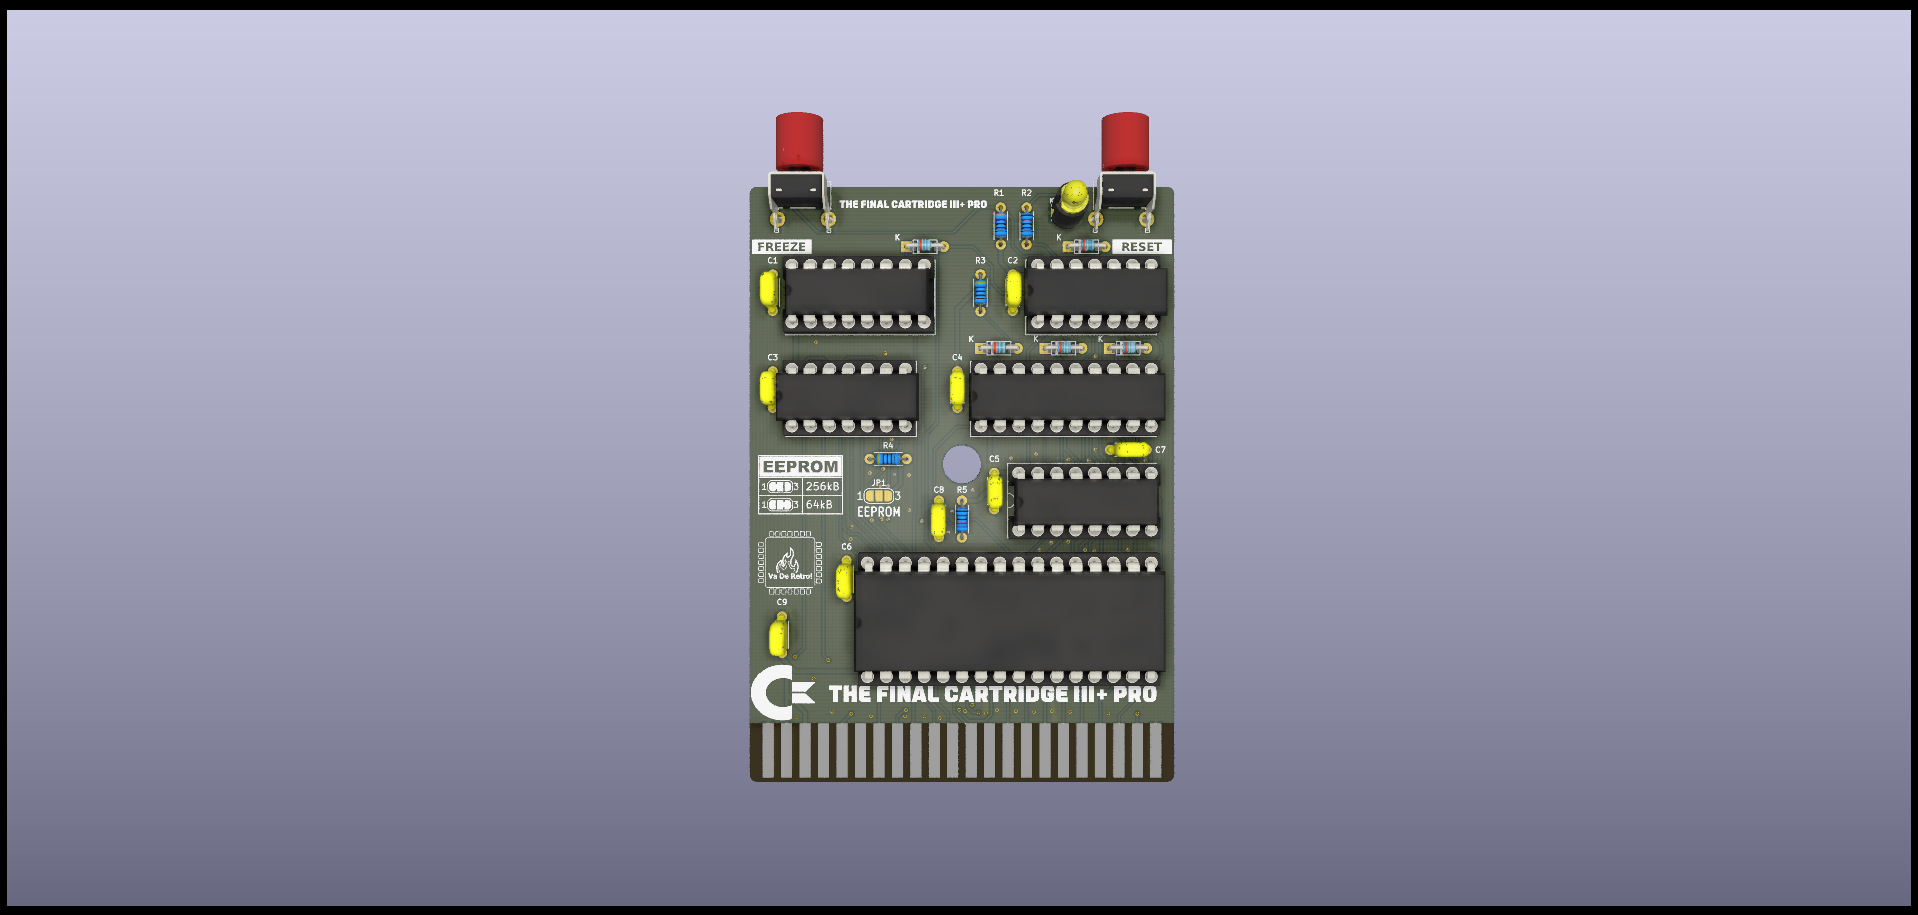 R1 R2
K
THE FINAL CARTRIDGE III+ PRO
FREEZE
K
K
RESET
C1
R3
C2
K
K
K
C3
C4
R4
C7
EEPROM
1 3 256kB
1 3 64kB
JP1
1 3
EEPROM
C5
C8 R5
C6
Va De Retro!
C9
THE FINAL CARTRIDGE III+ PRO